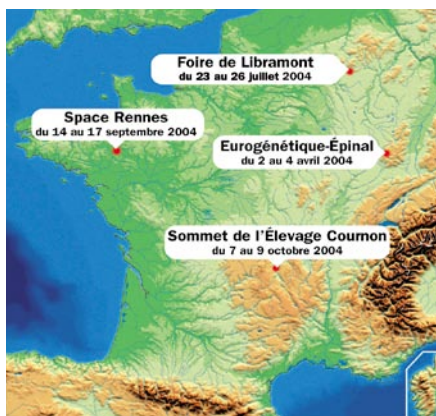 Foire de Libramont
du 23 au 26 juillet 2004
Space Rennes
du 14 au 17 septembre 2004
Eurogénétique-Épinal
du 2 au 4 avril 2004
Sommet de l'Élevage Cournon
du 7 au 9 octobre 2004